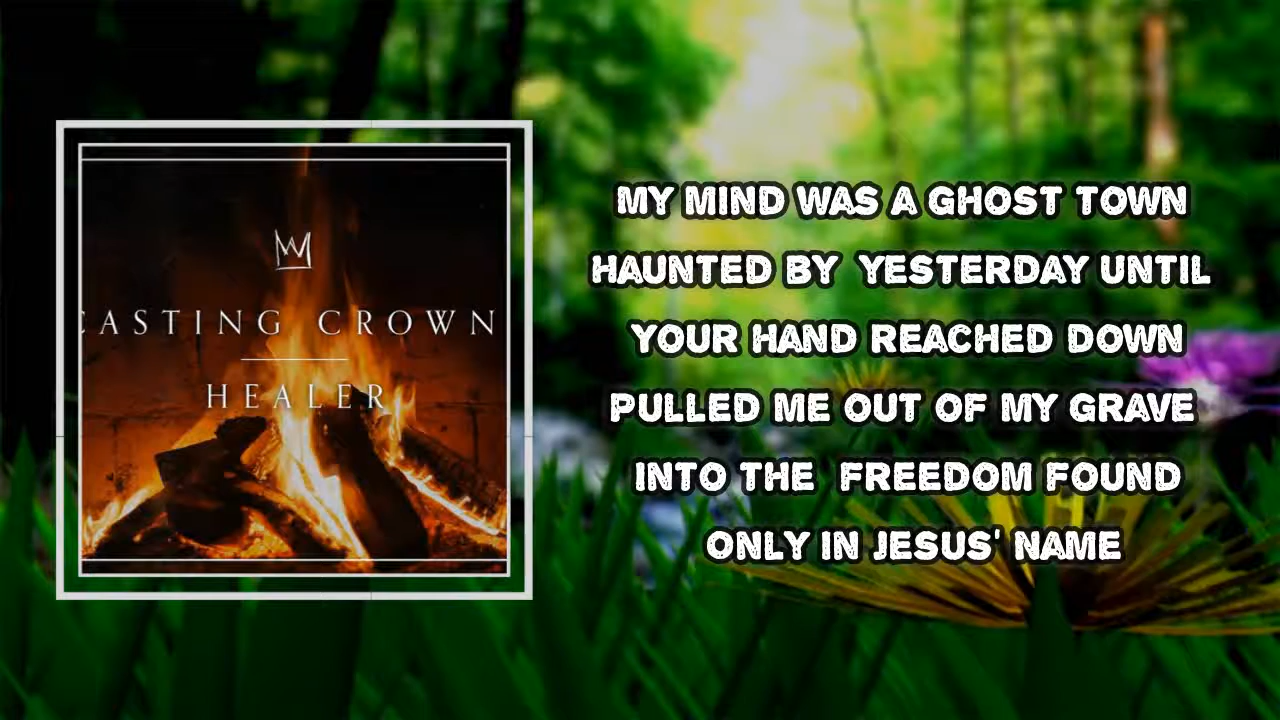 CASTING CROWN
HEALER
MY MIND WAS A GHOST TOWN
HAUNTED BY YESTERDAY UNTIL
YOUR HAND REACHED DOWN
PULLED ME OUT OF MY GRAVE
INTO THE FREEDOM FOUND
ONLY IN JESUS' NAME